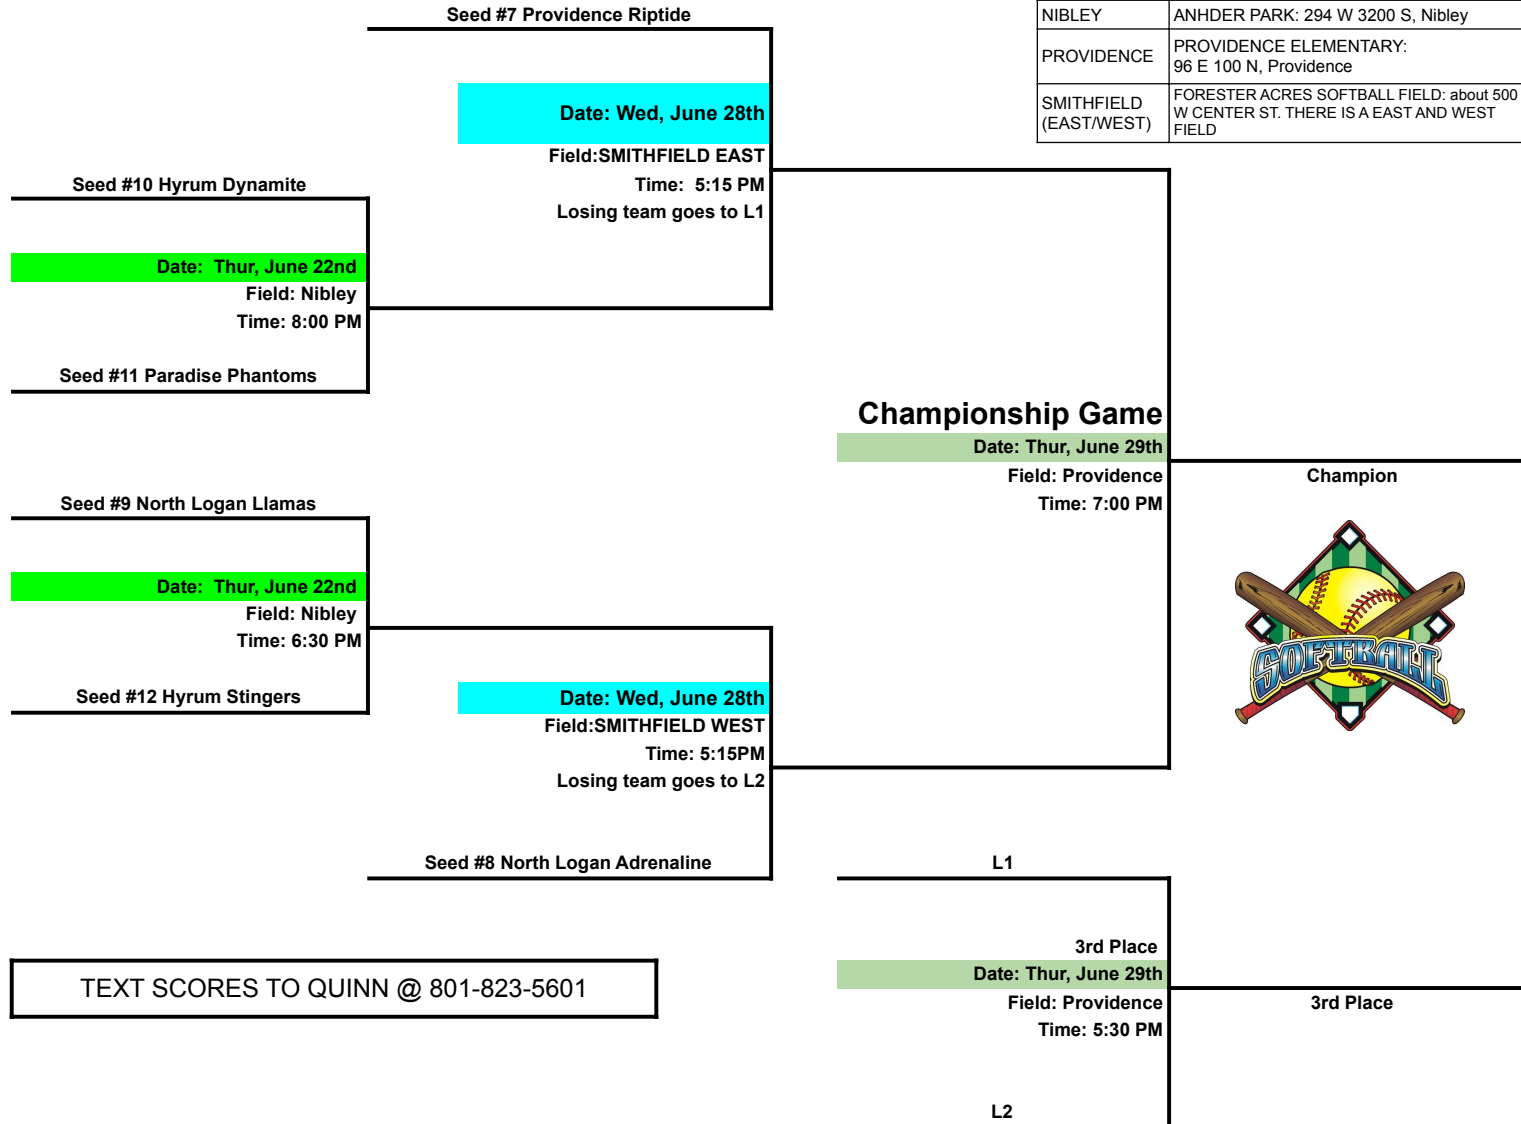 Seed #7 Providence Riptide
NIBLEY
ANHDER PARK: 294 W 3200 S, Nibley
PROVIDENCE
PROVIDENCE ELEMENTARY:
96 E 100 N, Providence
SMITHFIELD
(EAST/WEST)
FORESTER ACRES SOFTBALL FIELD: about 500
W CENTER ST. THERE IS A EAST AND WEST
FIELD
Date: Wed, June 28th
Field:SMITHFIELD EAST
Time: 5:15 PM
Losing team goes to L1
Seed #10 Hyrum Dynamite
Date: Thur, June 22nd
Field: Nibley
Time: 8:00 PM
Seed #11 Paradise Phantoms
Championship Game
Date: Thur, June 29th
Field: Providence
Time: 7:00 PM
Champion
Seed #9 North Logan Llamas
Date: Thur, June 22nd
Field: Nibley
Time: 6:30 PM
Seed #12 Hyrum Stingers
SOFTBALL
Date: Wed, June 28th
Field:SMITHFIELD WEST
Time: 5:15PM
Losing team goes to L2
Seed #8 North Logan Adrenaline
L1
3rd Place
Date: Thur, June 29th
Field: Providence
Time: 5:30 PM
3rd Place
TEXT SCORES TO QUINN @ 801-823-5601
L2